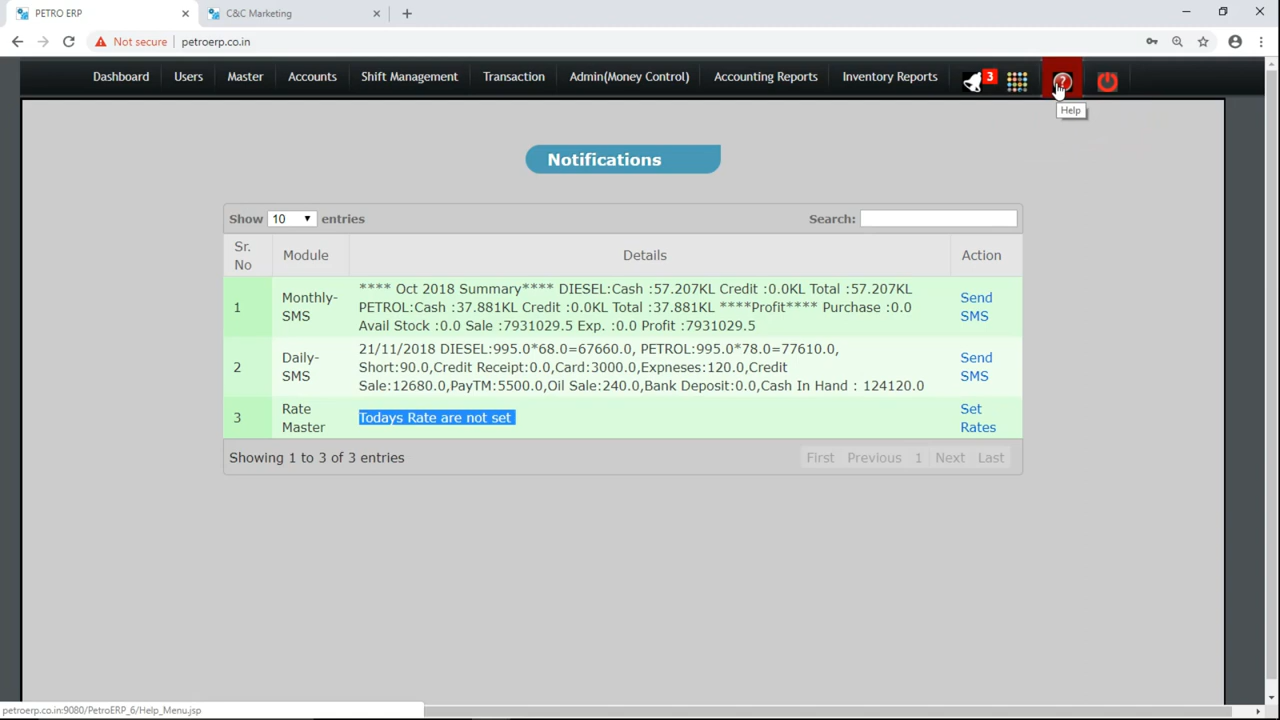 PETRO ERP
C&C Marketing
Not secure | petroerp.co.in
Dashboard Users Master Accounts Shift Management Transaction Admin(Money Control) Accounting Reports Inventory Reports 3 ?
Help
Notifications
Show 10 entries Search:
Sr. No Module Details Action
1 Monthly-SMS
**** Oct 2018 Summary**** DIESEL:Cash :57.207KL Credit :0.0KL Total :57.207KL
PETROL:Cash :37.881KL Credit :0.0KL Total :37.881KL ****Profit**** Purchase :0.0
Avail Stock :0.0 Sale :7931029.5 Exp. :0.0 Profit :7931029.5
Send SMS
2 Daily-SMS
21/11/2018 DIESEL:995.0*68.0=67660.0, PETROL:995.0*78.0=77610.0,
Short:90.0,Credit Receipt:0.0,Card:3000.0,Expneses:120.0,Credit
Sale:12680.0,PayTM:5500.0,Oil Sale:240.0,Bank Deposit:0.0,Cash In Hand : 124120.0
Send SMS
3 Rate Master
Todays Rate are not set
Set Rates
Showing 1 to 3 of 3 entries First Previous 1 Next Last
petroerp.co.in:9080/PetroERP_6/Help_Menu.jsp